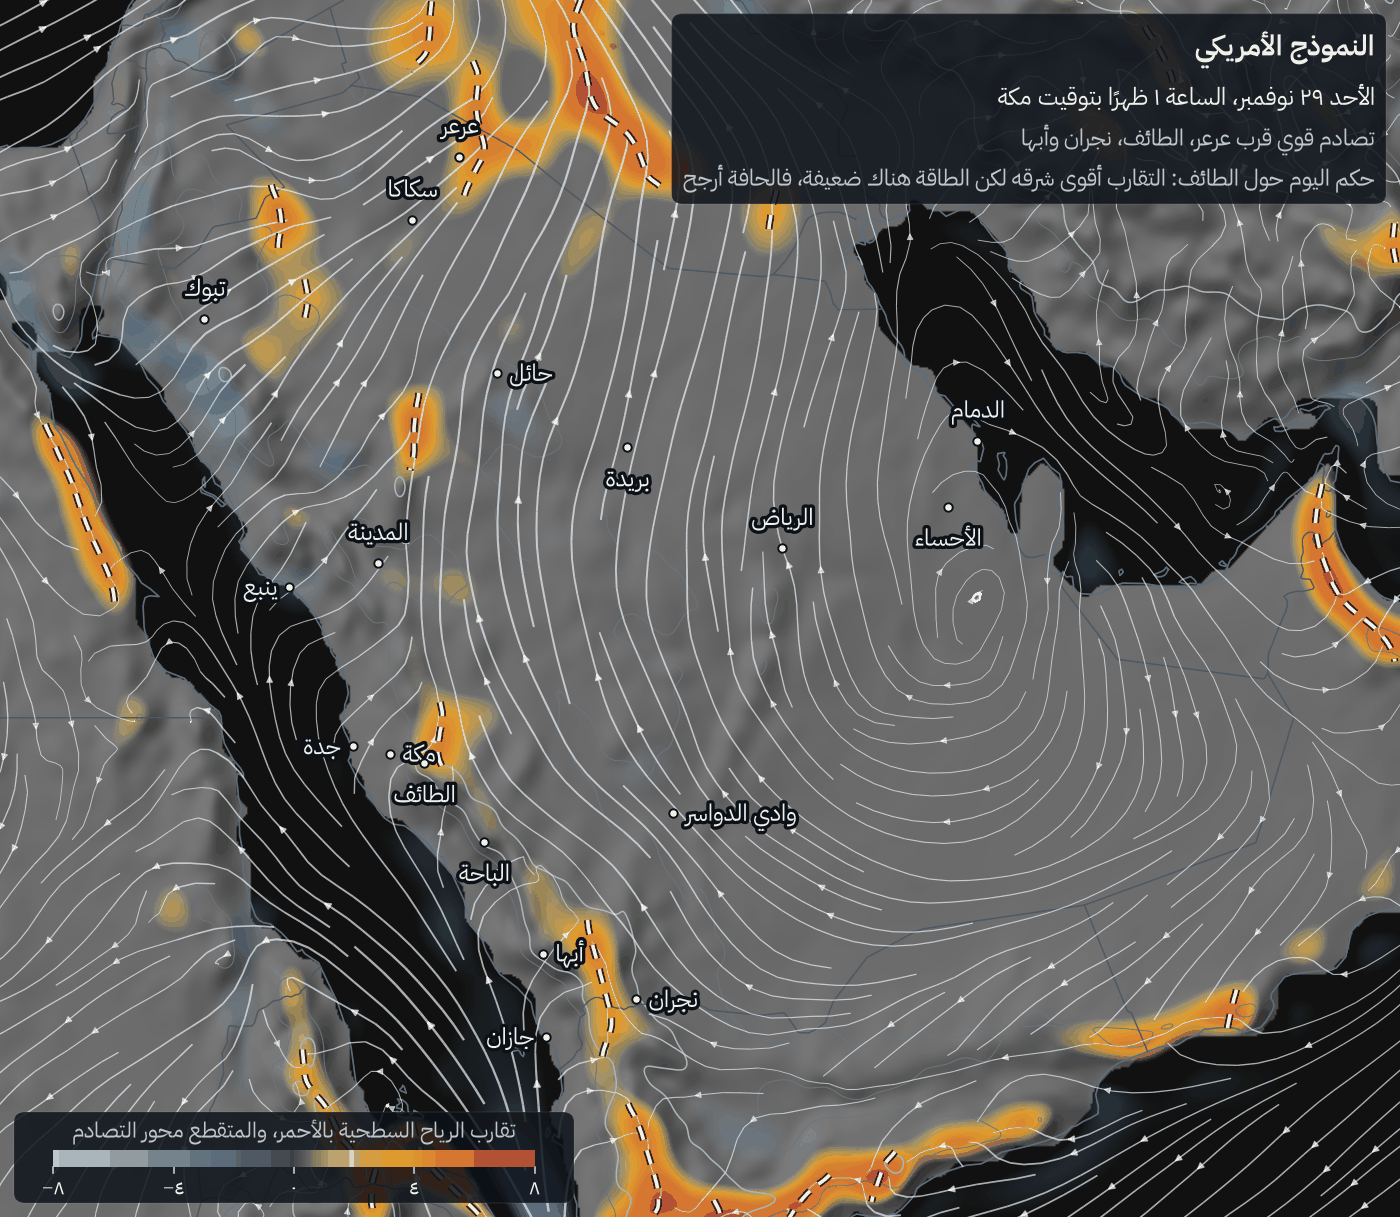 النموذج الأمريكي
الأحد ٢٩ نوفمبر، الساعة ١ ظهرًا بتوقيت مكة
تصادم قوي قرب عرعر، الطائف، نجران وأبها
حكم اليوم حول الطائف: التقارب أقوى شرقه لكن الطاقة هناك ضعيفة، فالحافة أرجح
عرعر
سكاكا
تبوك
حائل
الدمام
بريدة
الرياض
المدينة
الأحساء
ينبع
جدة
مكة
الطائف
وادي الدواسر
الباحة
أبها
نجران
جازان
تقارب الرياح السطحية بالأحمر، والمتقطع محور التصادم
−٨ −٤ ٠ ٤ ٨